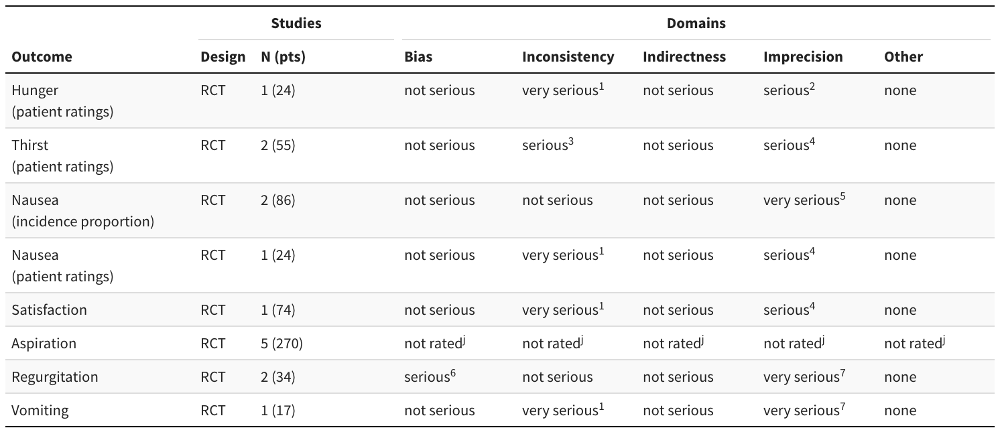 Studies Domains
Outcome Design N (pts) Bias Inconsistency Indirectness Imprecision Other
Hunger RCT 1 (24) not serious very serious¹ not serious serious² none
(patient ratings)
Thirst RCT 2 (55) not serious serious³ not serious serious⁴ none
(patient ratings)
Nausea RCT 2 (86) not serious not serious not serious very serious⁵ none
(incidence proportion)
Nausea RCT 1 (24) not serious very serious¹ not serious serious⁴ none
(patient ratings)
Satisfaction RCT 1 (74) not serious very serious¹ not serious serious⁴ none
Aspiration RCT 5 (270) not ratedʲ not ratedʲ not ratedʲ not ratedʲ not ratedʲ
Regurgitation RCT 2 (34) serious⁶ not serious not serious very serious⁷ none
Vomiting RCT 1 (17) not serious very serious¹ not serious very serious⁷ none